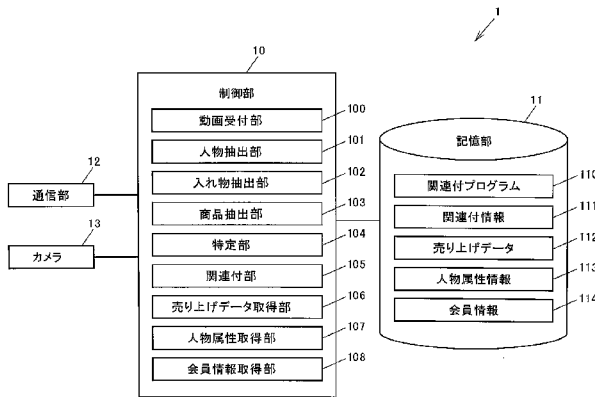 1
10
制御部
動画受付部
100
人物抽出部
101
入れ物抽出部
102
商品抽出部
103
特定部
104
関連付部
105
売り上げデータ取得部
106
人物属性取得部
107
会員情報取得部
108
12
通信部
13
カメラ
11
記憶部
関連付プログラム
110
関連付情報
111
売り上げデータ
112
人物属性情報
113
会員情報
114